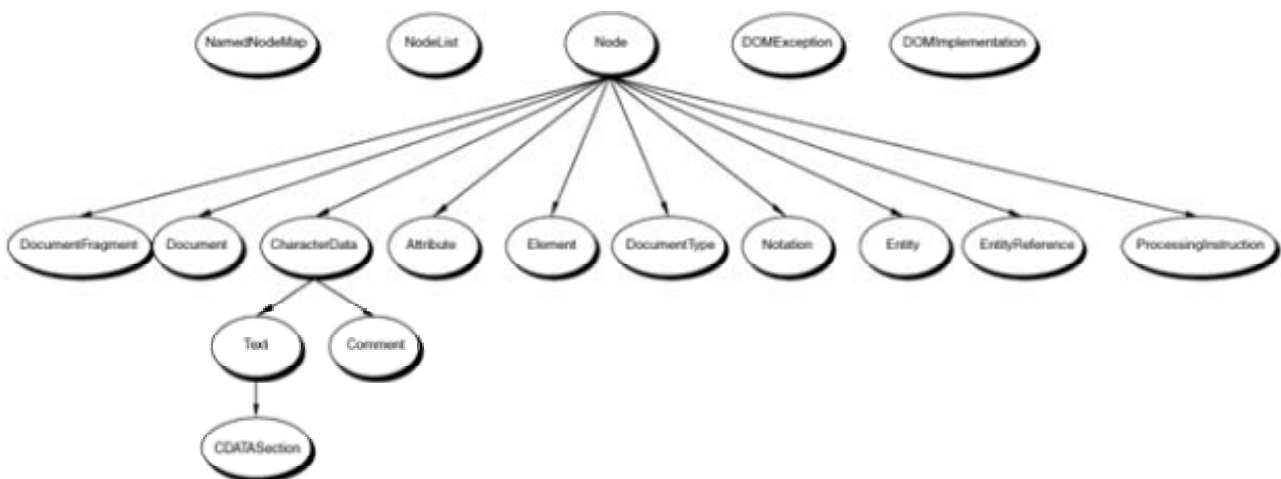 NamedNodeMap
NodeList
Node
DOMException
DOMImplementation
DocumentFragment
Document
CharacterData
Attribute
Element
DocumentType
Notation
Entity
EntityReference
ProcessingInstruction
Text
Comment
CDATASection